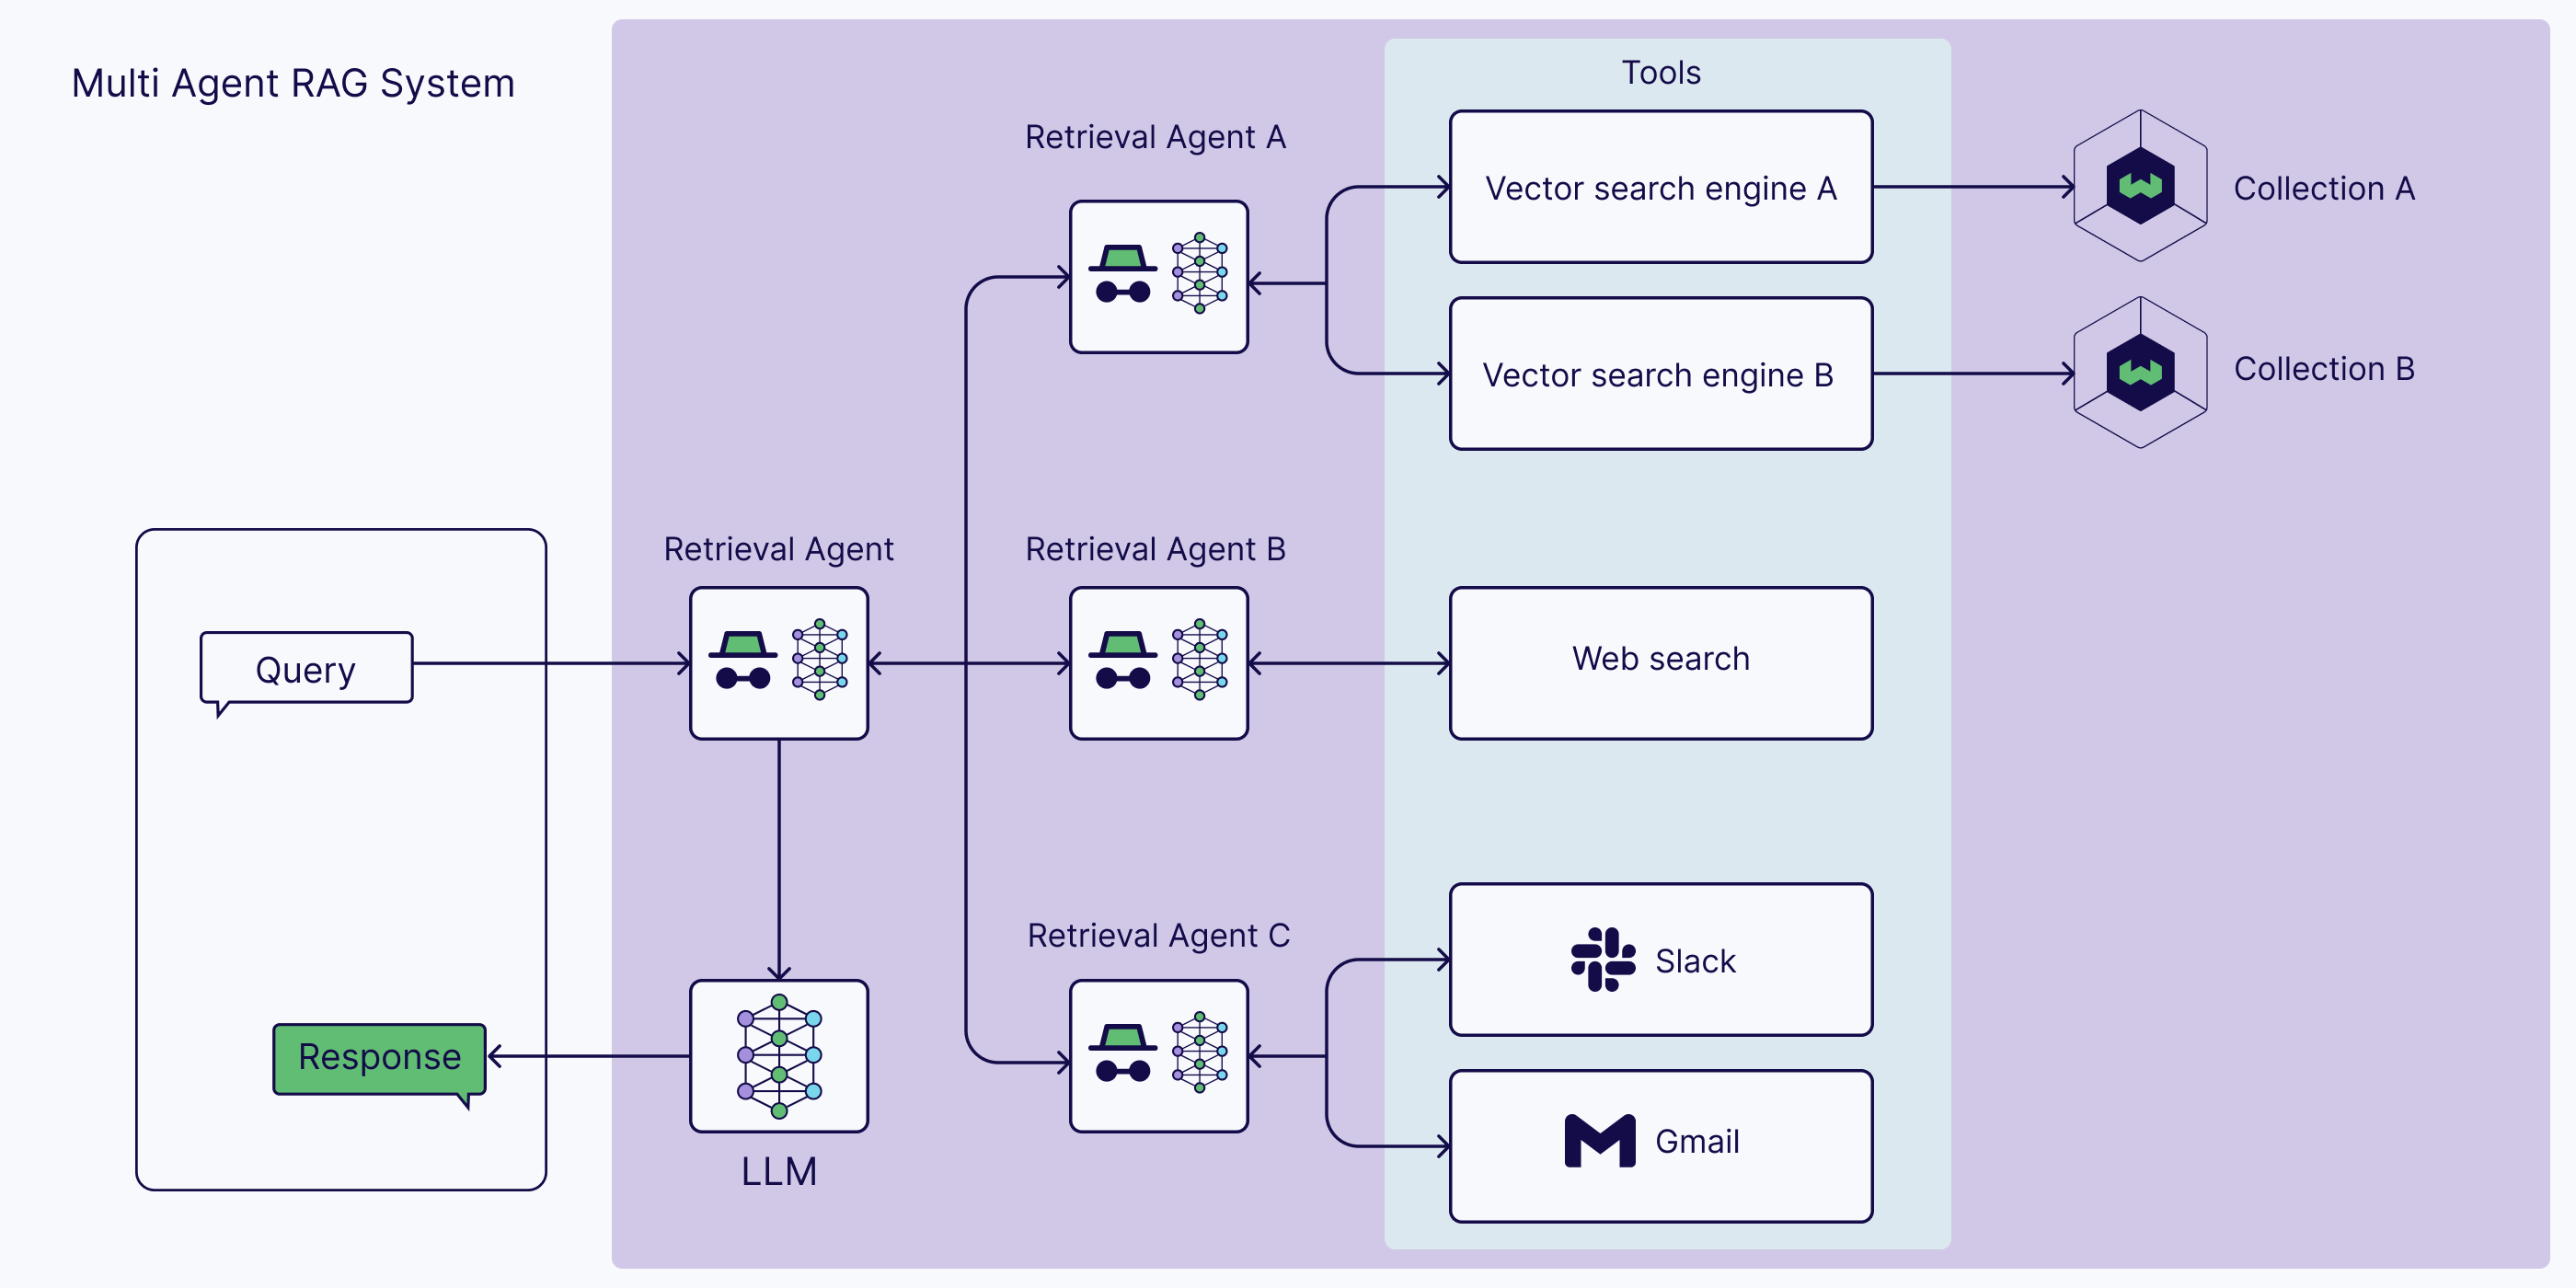 Multi Agent RAG System
Tools
Retrieval Agent A
Vector search engine A
Collection A
Vector search engine B
Collection B
Retrieval Agent
Retrieval Agent B
Query
Web search
Retrieval Agent C
Slack
Response
Gmail
LLM